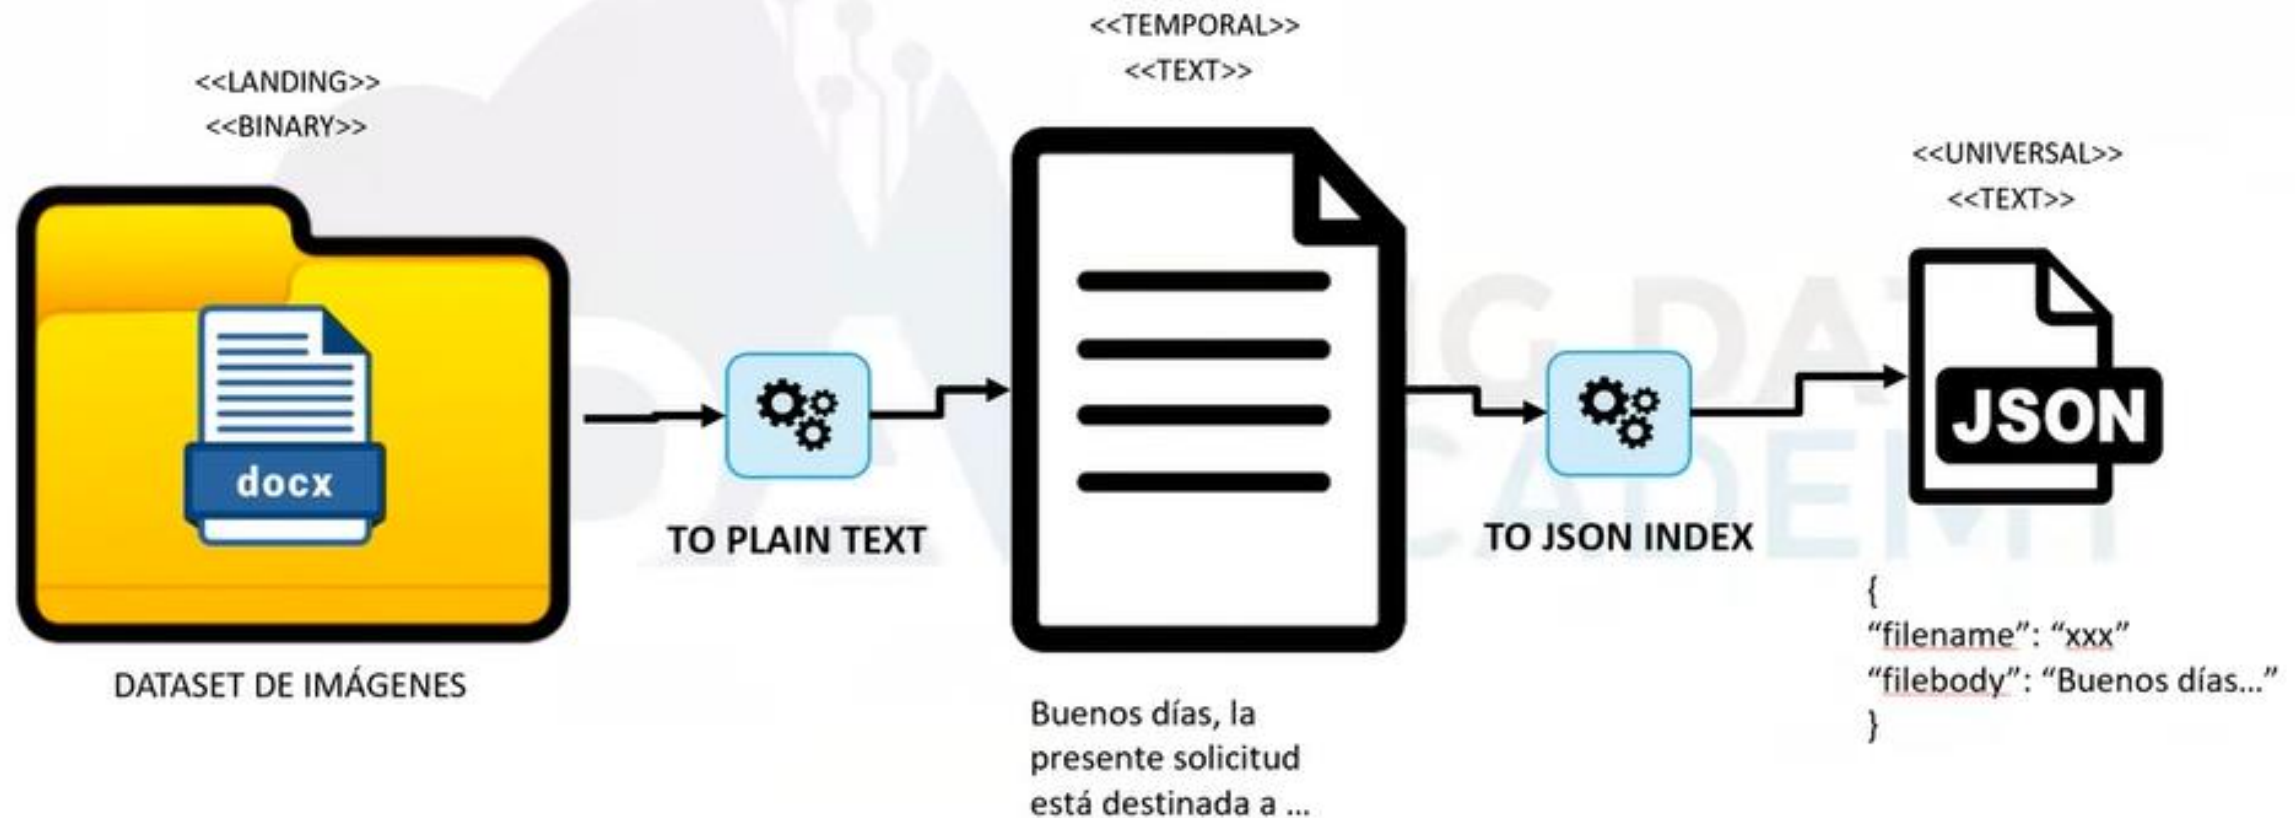 <<LANDING>>
<<BINARY>>
docx
DATASET DE IMÁGENES
TO PLAIN TEXT
<<TEMPORAL>>
<<TEXT>>
Buenos días, la
presente solicitud
está destinada a ...
TO JSON INDEX
<<UNIVERSAL>>
<<TEXT>>
JSON
{
“filename”: “xxx”
“filebody”: “Buenos días...”
}